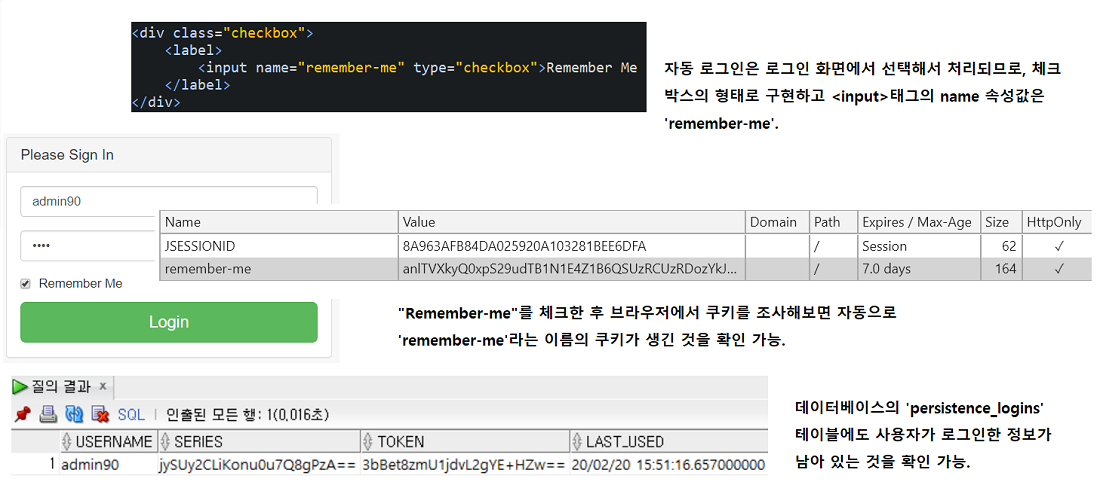 <div class="checkbox">
<label>
<input name="remember-me" type="checkbox">Remember Me
</label>
</div>
자동 로그인은 로그인 화면에서 선택해서 처리되므로, 체크
박스의 형태로 구현하고 <input>태그의 name 속성값은
'remember-me'.
Please Sign In
admin90
••••
Remember Me
Login
Name Value Domain Path Expires / Max-Age Size HttpOnly
JSESSIONID 8A963AFB84DA025920A103281BEE6DFA / Session 62 ✓
remember-me anlTVXkyQ0xpS29udTB1N1E4Z1B6QSUzRCUzRDozYkJ... / 7.0 days 164 ✓
"Remember-me"를 체크한 후 브라우저에서 쿠키를 조사해보면 자동으로
'remember-me'라는 이름의 쿠키가 생긴 것을 확인 가능.
질의 결과 x
SQL | 인출된 모든 행: 1(0,016초)
USERNAME SERIES TOKEN LAST_USED
1 admin90 jySUy2CLiKonu0u7Q8gPzA== 3bBet8zmU1jdvL2gYE+HZw== 20/02/20 15:51:16.657000000
데이터베이스의 'persistence_logins'
테이블에도 사용자가 로그인한 정보가
남아 있는 것을 확인 가능.